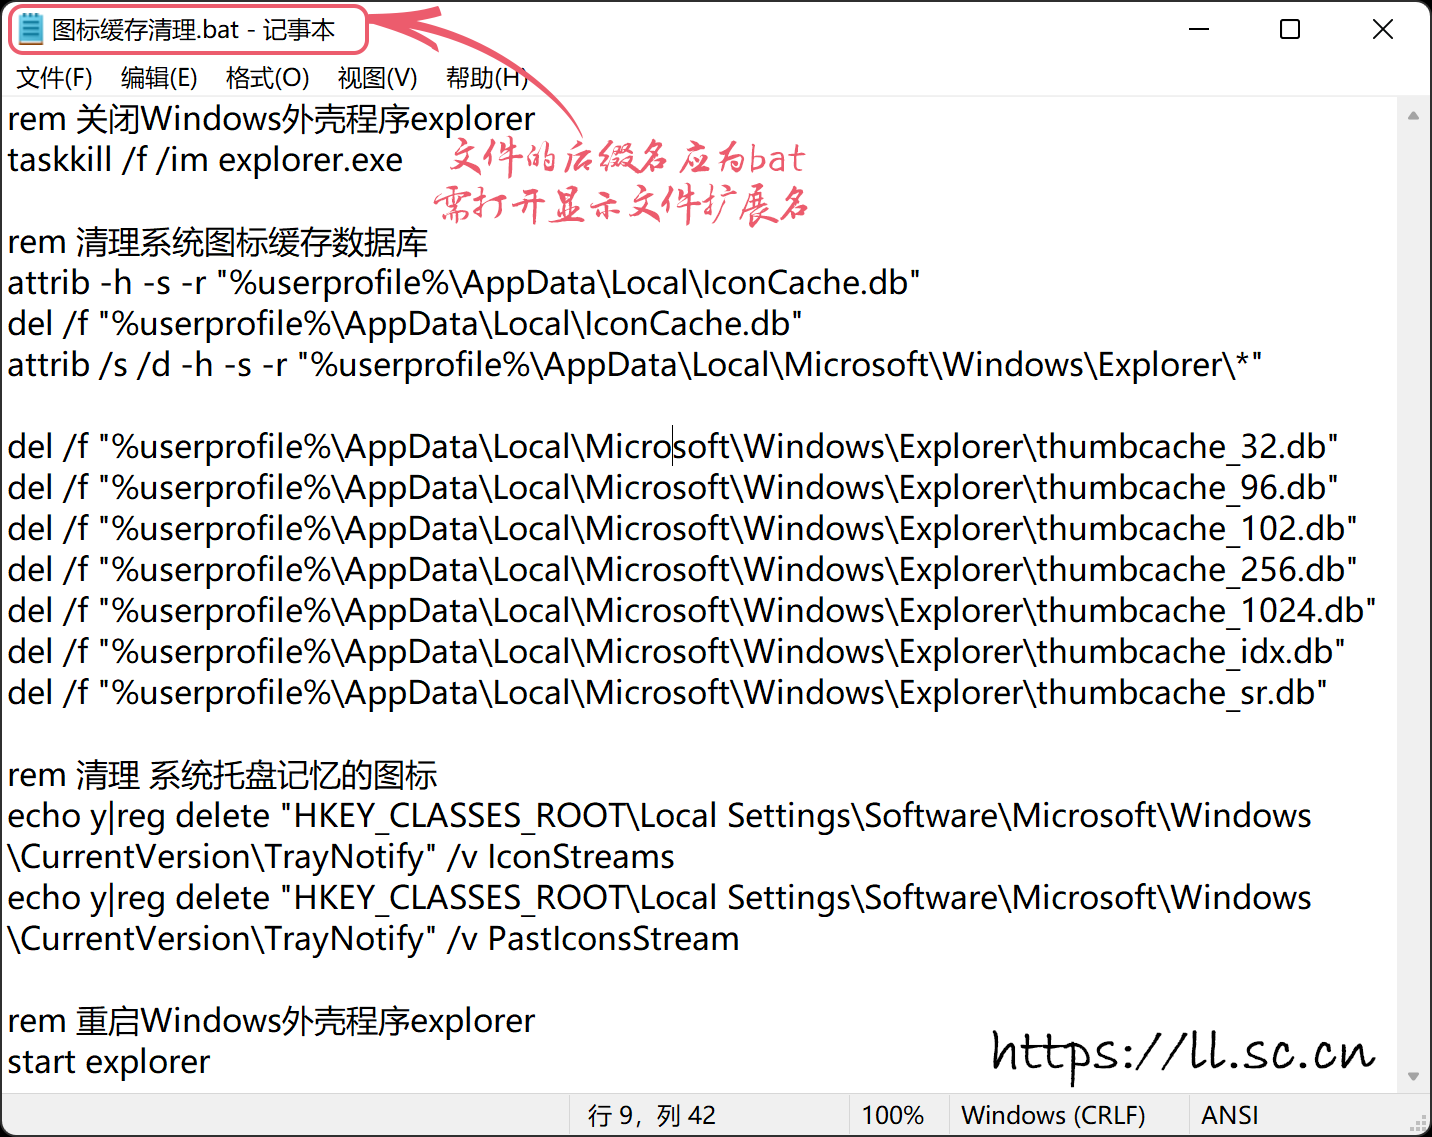 图标缓存清理.bat - 记事本
文件(F) 编辑(E) 格式(O) 视图(V) 帮助(H)
rem 关闭Windows外壳程序explorer
taskkill /f /im explorer.exe
文件的后缀名应为bat
需打开显示文件扩展名
rem 清理系统图标缓存数据库
attrib -h -s -r "%userprofile%\AppData\Local\IconCache.db"
del /f "%userprofile%\AppData\Local\IconCache.db"
attrib /s /d -h -s -r "%userprofile%\AppData\Local\Microsoft\Windows\Explorer\*"
del /f "%userprofile%\AppData\Local\Microsoft\Windows\Explorer\thumbcache_32.db"
del /f "%userprofile%\AppData\Local\Microsoft\Windows\Explorer\thumbcache_96.db"
del /f "%userprofile%\AppData\Local\Microsoft\Windows\Explorer\thumbcache_102.db"
del /f "%userprofile%\AppData\Local\Microsoft\Windows\Explorer\thumbcache_256.db"
del /f "%userprofile%\AppData\Local\Microsoft\Windows\Explorer\thumbcache_1024.db"
del /f "%userprofile%\AppData\Local\Microsoft\Windows\Explorer\thumbcache_idx.db"
del /f "%userprofile%\AppData\Local\Microsoft\Windows\Explorer\thumbcache_sr.db"
rem 清理 系统托盘记忆的图标
echo y|reg delete "HKEY_CLASSES_ROOT\Local Settings\Software\Microsoft\Windows
\CurrentVersion\TrayNotify" /v IconStreams
echo y|reg delete "HKEY_CLASSES_ROOT\Local Settings\Software\Microsoft\Windows
\CurrentVersion\TrayNotify" /v PastIconsStream
rem 重启Windows外壳程序explorer
start explorer
https://ll.sc.cn
行 9，列 42 100% Windows (CRLF) ANSI